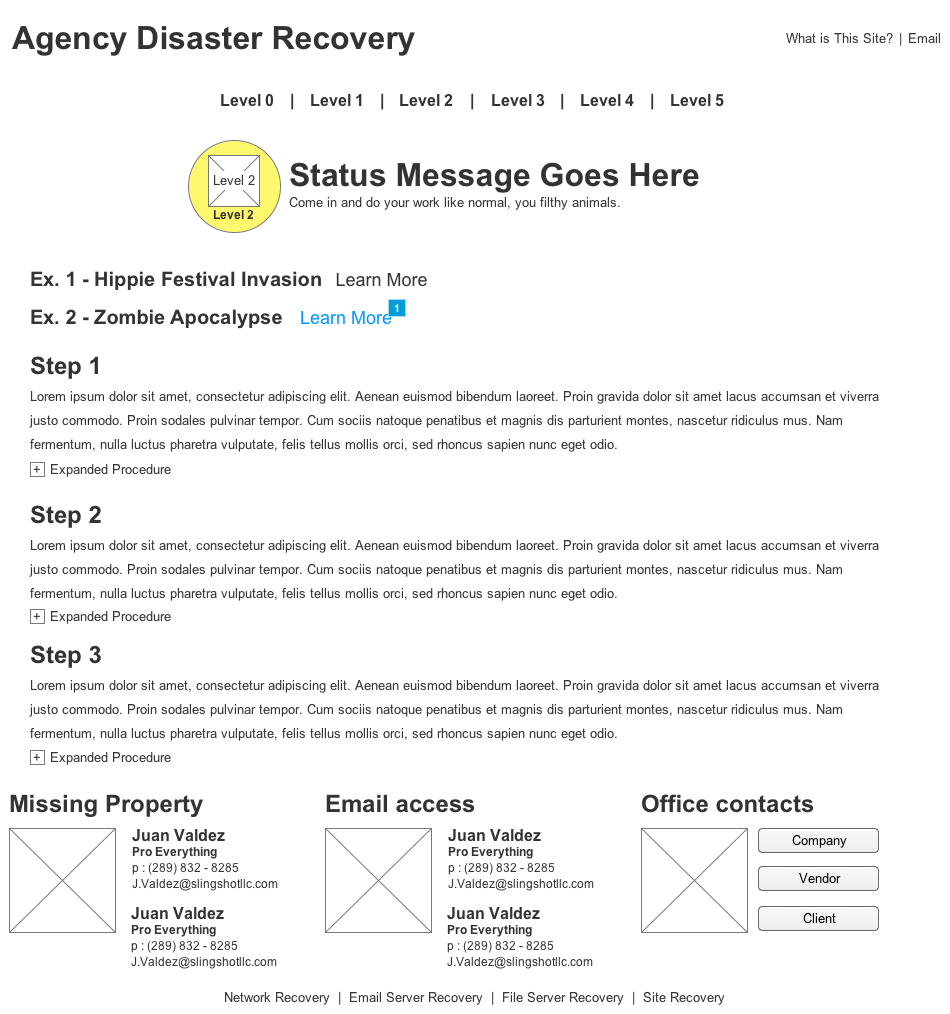 Agency Disaster Recovery
What is This Site? | Email
Level 0 | Level 1 | Level 2 | Level 3 | Level 4 | Level 5
Level 2
Level 2
Status Message Goes Here
Come in and do your work like normal, you filthy animals.
Ex. 1 - Hippie Festival Invasion Learn More
Ex. 2 - Zombie Apocalypse Learn More 1
Step 1
Lorem ipsum dolor sit amet, consectetur adipiscing elit. Aenean euismod bibendum laoreet. Proin gravida dolor sit amet lacus accumsan et viverra
justo commodo. Proin sodales pulvinar tempor. Cum sociis natoque penatibus et magnis dis parturient montes, nascetur ridiculus mus. Nam
fermentum, nulla luctus pharetra vulputate, felis tellus mollis orci, sed rhoncus sapien nunc eget odio.
+ Expanded Procedure
Step 2
Lorem ipsum dolor sit amet, consectetur adipiscing elit. Aenean euismod bibendum laoreet. Proin gravida dolor sit amet lacus accumsan et viverra
justo commodo. Proin sodales pulvinar tempor. Cum sociis natoque penatibus et magnis dis parturient montes, nascetur ridiculus mus. Nam
fermentum, nulla luctus pharetra vulputate, felis tellus mollis orci, sed rhoncus sapien nunc eget odio.
+ Expanded Procedure
Step 3
Lorem ipsum dolor sit amet, consectetur adipiscing elit. Aenean euismod bibendum laoreet. Proin gravida dolor sit amet lacus accumsan et viverra
justo commodo. Proin sodales pulvinar tempor. Cum sociis natoque penatibus et magnis dis parturient montes, nascetur ridiculus mus. Nam
fermentum, nulla luctus pharetra vulputate, felis tellus mollis orci, sed rhoncus sapien nunc eget odio.
+ Expanded Procedure
Missing Property
Juan Valdez
Pro Everything
p : (289) 832 - 8285
J.Valdez@slingshotllc.com
Juan Valdez
Pro Everything
p : (289) 832 - 8285
J.Valdez@slingshotllc.com
Email access
Juan Valdez
Pro Everything
p : (289) 832 - 8285
J.Valdez@slingshotllc.com
Juan Valdez
Pro Everything
p : (289) 832 - 8285
J.Valdez@slingshotllc.com
Office contacts
Company
Vendor
Client
Network Recovery | Email Server Recovery | File Server Recovery | Site Recovery